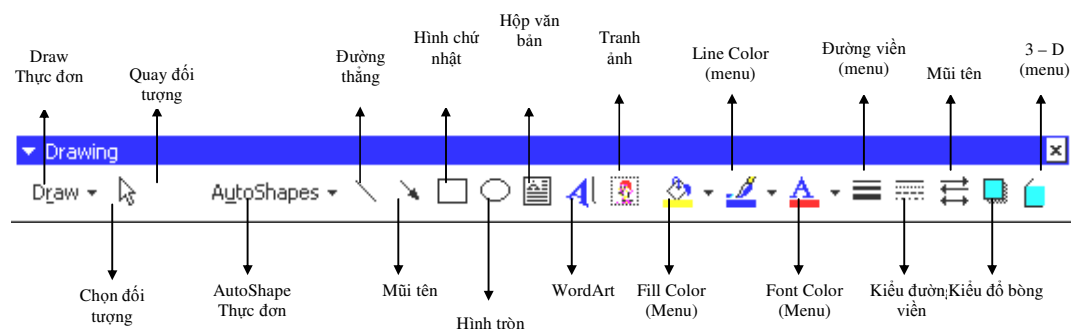 Draw
Thực đơn
Quay đối
tượng
Đường
thẳng
Hình chứ
nhật
Hộp văn
bản
Tranh
ảnh
Line Color
(menu)
Đường viền
(menu)
Mũi tên
3 – D
(menu)
Drawing
Draw
AutoShapes
Chọn đối
tượng
AutoShape
Thực đơn
Mũi tên
Hình tròn
WordArt
Fill Color
(Menu)
Font Color
(Menu)
Kiểu đường
viền
Kiểu đổ bòng